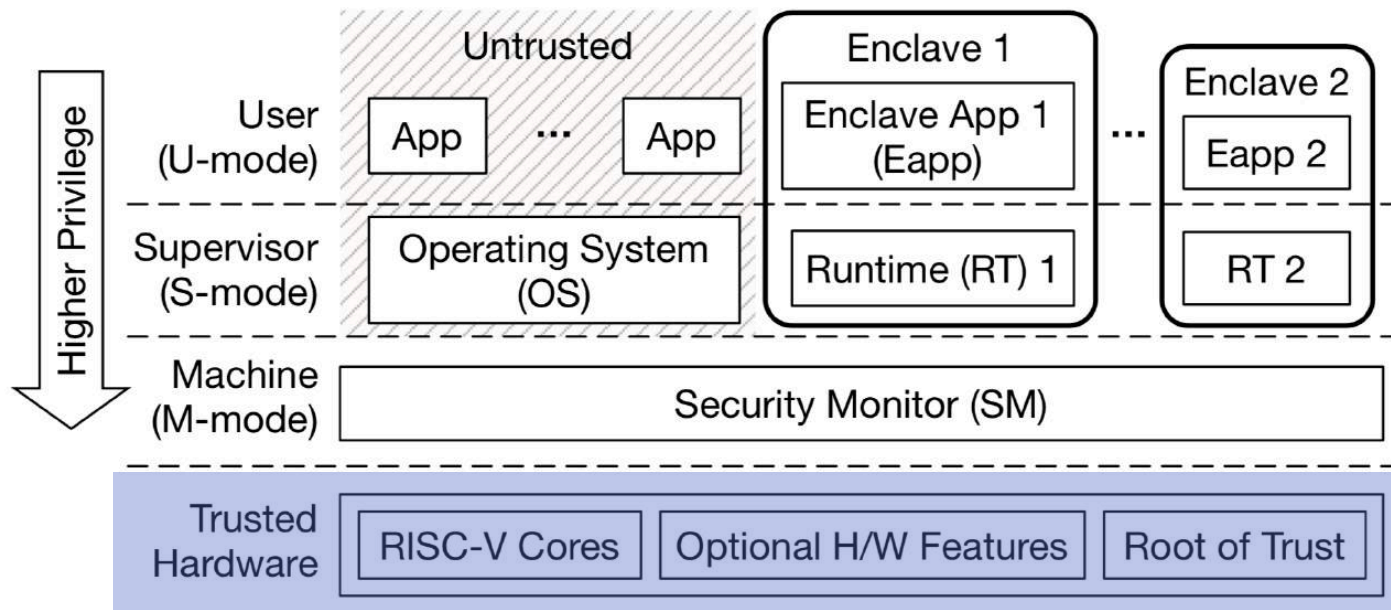 Higher Privilege
Untrusted
Enclave 1
Enclave 2
User
(U-mode)
App
...
App
Enclave App 1
(Eapp)
...
Eapp 2
Supervisor
(S-mode)
Operating System
(OS)
Runtime (RT) 1
RT 2
Machine
(M-mode)
Security Monitor (SM)
Trusted
Hardware
RISC-V Cores
Optional H/W Features
Root of Trust